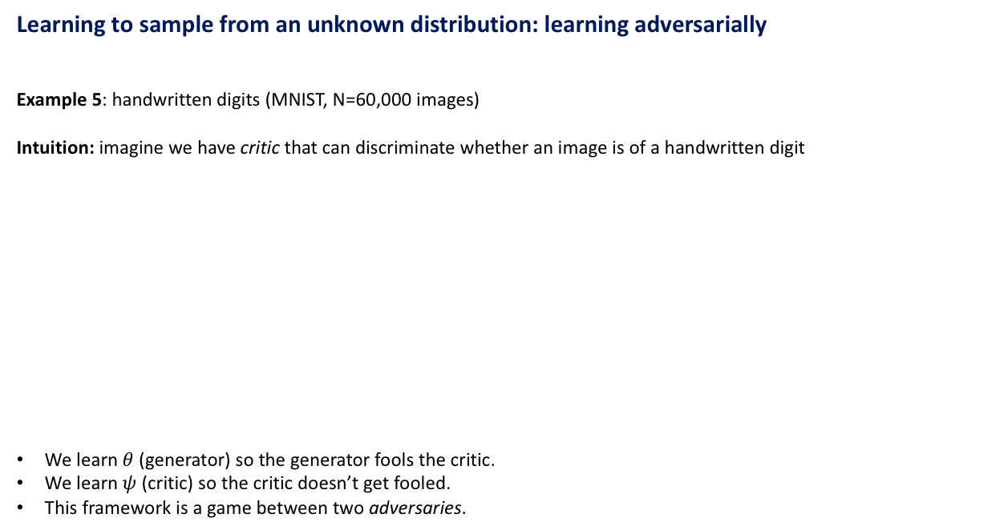 Learning to sample from an unknown distribution: learning adversarially
Example 5: handwritten digits (MNIST, N=60,000 images)
Intuition: imagine we have critic that can discriminate whether an image is of a handwritten digit
• We learn θ (generator) so the generator fools the critic.
• We learn ψ (critic) so the critic doesn’t get fooled.
• This framework is a game between two adversaries.